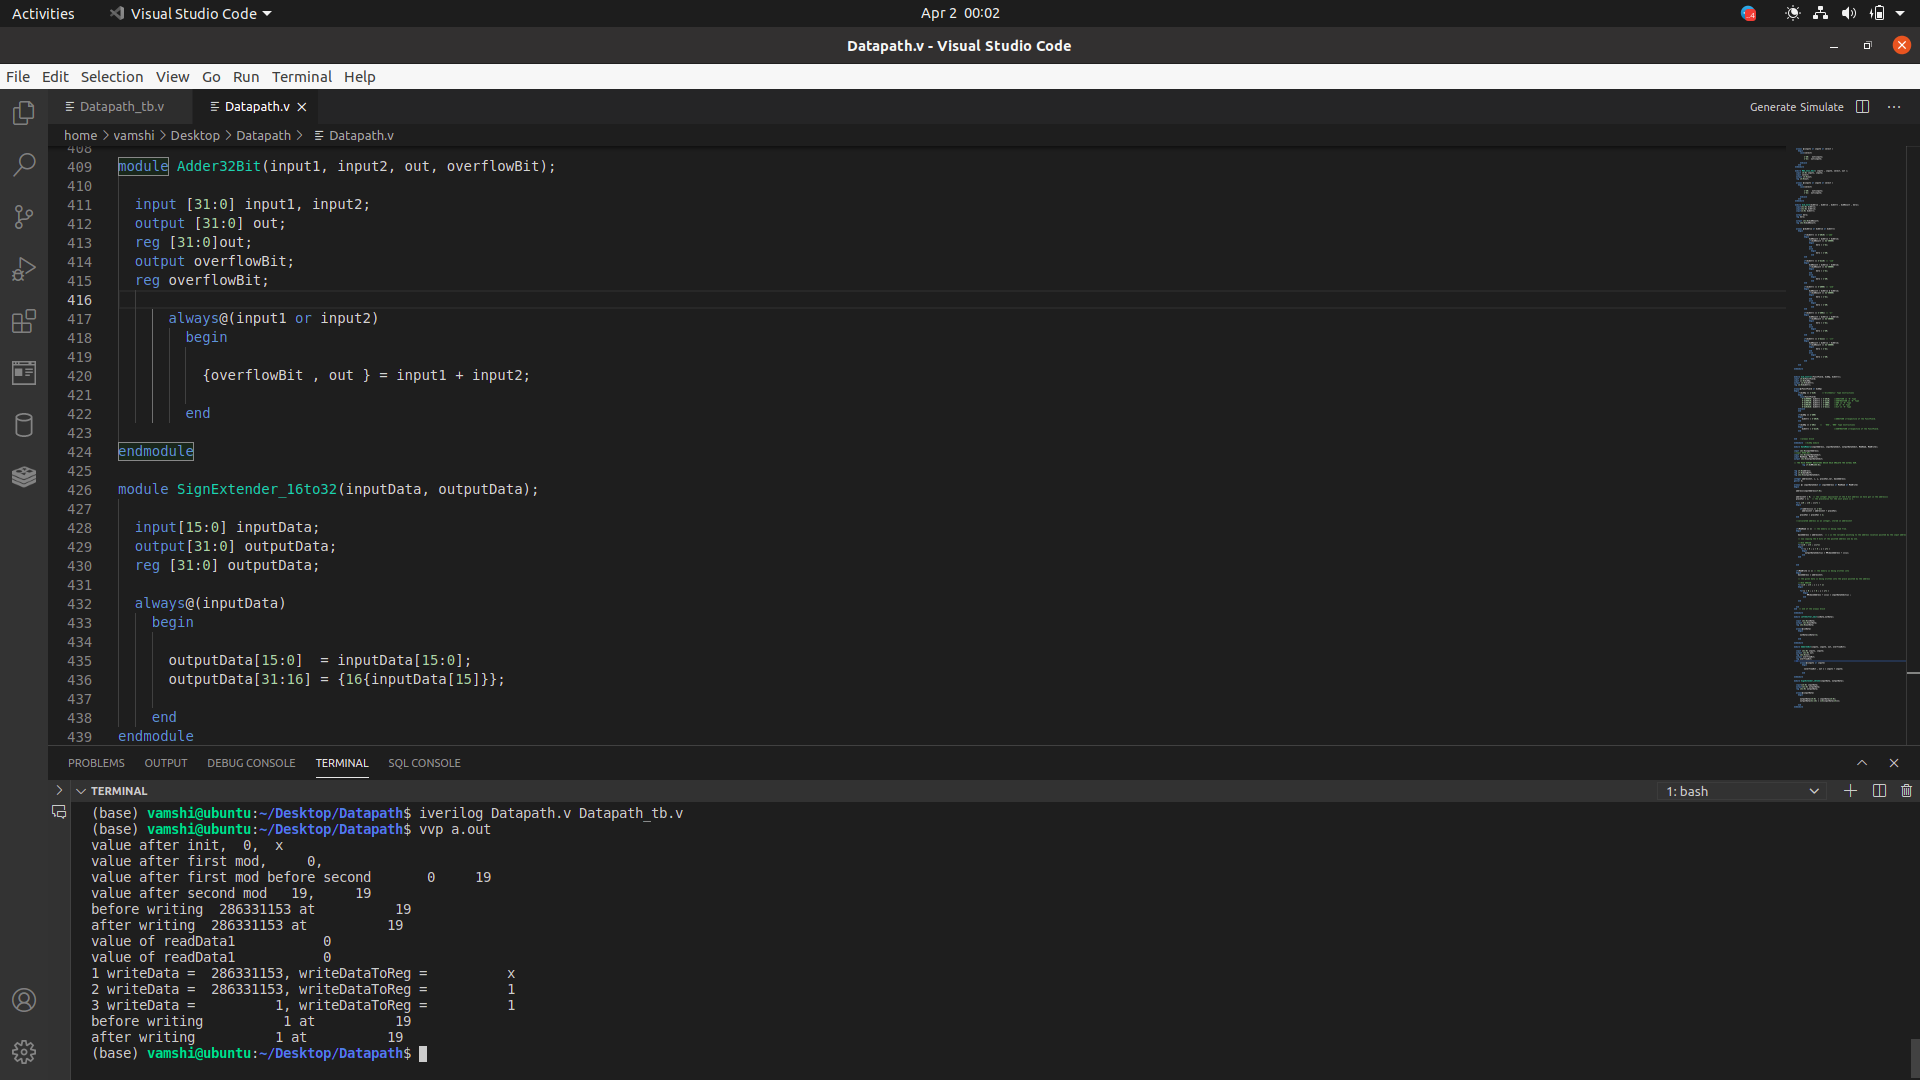 Activities Visual Studio Code Apr 2 00:02
Datapath.v - Visual Studio Code
File Edit Selection View Go Run Terminal Help
Datapath_tb.v Datapath.v Generate Simulate
home > vamshi > Desktop > Datapath > Datapath.v
408
409 module Adder32Bit(input1, input2, out, overflowBit);
410
411 input [31:0] input1, input2;
412 output [31:0] out;
413 reg [31:0]out;
414 output overflowBit;
415 reg overflowBit;
416
417 always@(input1 or input2)
418 begin
419
420 {overflowBit , out } = input1 + input2;
421
422 end
423
424 endmodule
425
426 module SignExtender_16to32(inputData, outputData);
427
428 input[15:0] inputData;
429 output[31:0] outputData;
430 reg [31:0] outputData;
431
432 always@(inputData)
433 begin
434
435 outputData[15:0] = inputData[15:0];
436 outputData[31:16] = {16{inputData[15]}};
437
438 end
439 endmodule
PROBLEMS OUTPUT DEBUG CONSOLE TERMINAL SQL CONSOLE
TERMINAL 1: bash
(base) vamshi@ubuntu:~/Desktop/Datapath$ iverilog Datapath.v Datapath_tb.v
(base) vamshi@ubuntu:~/Desktop/Datapath$ vvp a.out
value after init, 0, x
value after first mod, 0,
value after first mod before second 0 19
value after second mod 19, 19
before writing 286331153 at 19
after writing 286331153 at 19
value of readData1 0
value of readData1 0
1 writeData = 286331153, writeDataToReg = x
2 writeData = 286331153, writeDataToReg = 1
3 writeData = 1, writeDataToReg = 1
before writing 1 at 19
after writing 1 at 19
(base) vamshi@ubuntu:~/Desktop/Datapath$